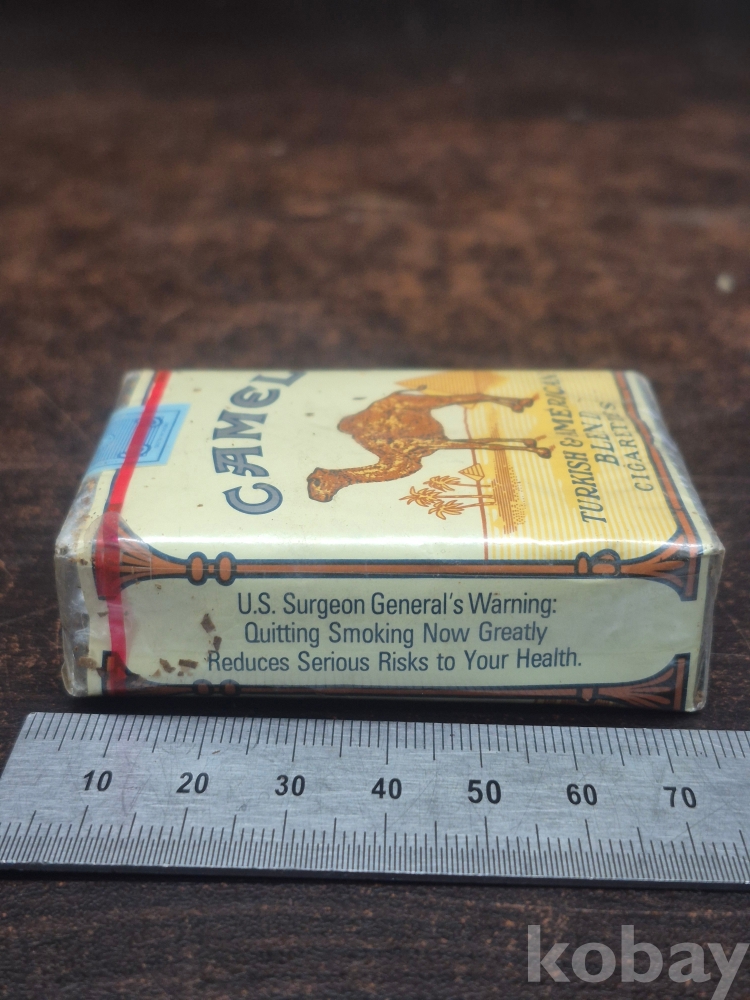 CAMEL
TURKISH & AMERICAN
BLEND
CIGARETTES
U.S. Surgeon General's Warning:
Quitting Smoking Now Greatly
Reduces Serious Risks to Your Health.
10 20 30 40 50 60 70
kobay